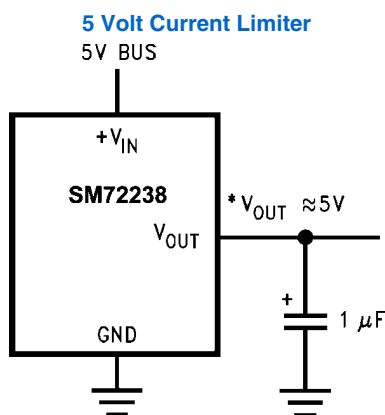 5 Volt Current Limiter
5V BUS
+VIN
SM72238
* VOUT ≈5V
VOUT
+
1 μF
GND